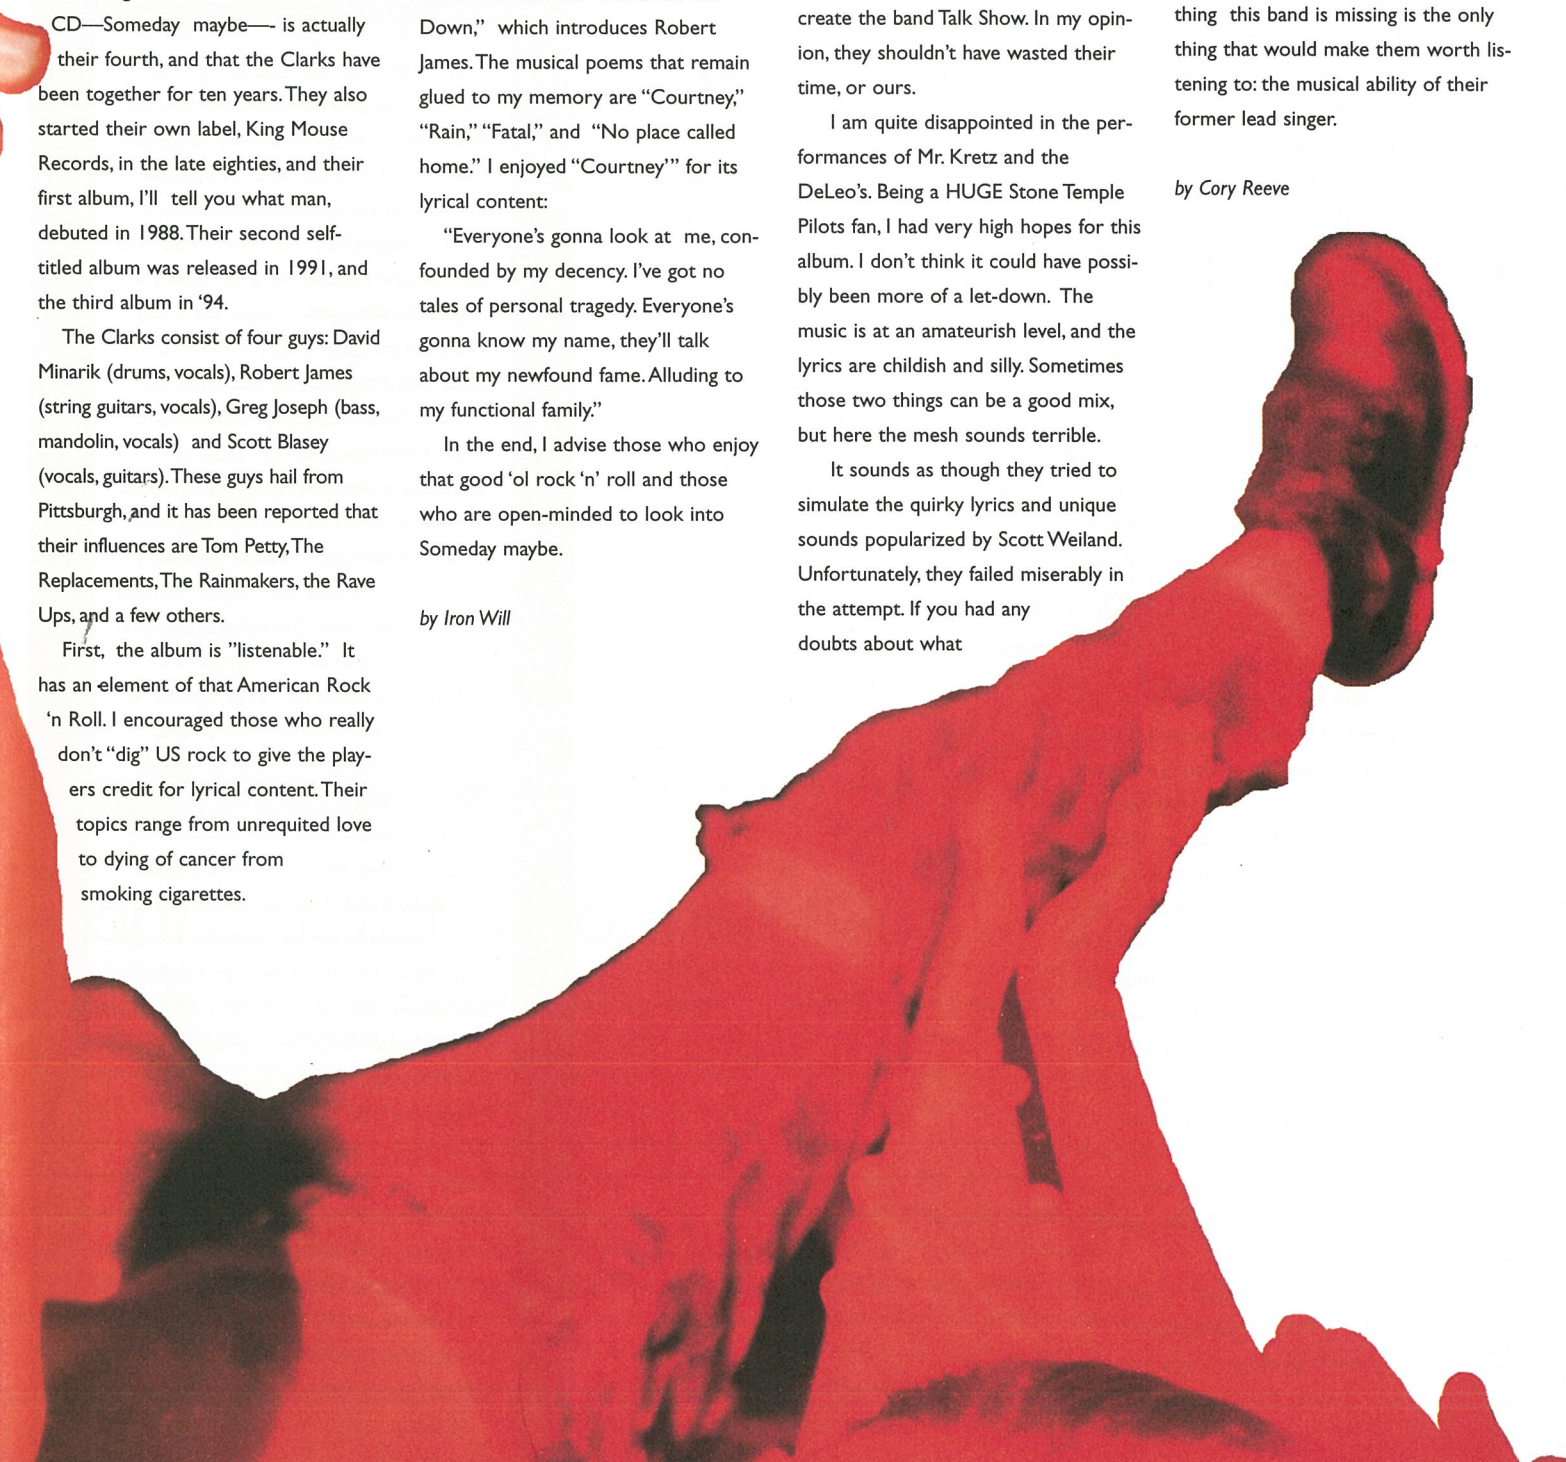 CD—Someday maybe—- is actually
their fourth, and that the Clarks have
been together for ten years. They also
started their own label, King Mouse
Records, in the late eighties, and their
first album, I'll tell you what man,
debuted in 1988. Their second self-
titled album was released in 1991, and
the third album in ‘94.
The Clarks consist of four guys: David
Minarik (drums, vocals), Robert James
(string guitars, vocals), Greg Joseph (bass,
mandolin, vocals) and Scott Blasey
(vocals, guitars). These guys hail from
Pittsburgh, and it has been reported that
their influences are Tom Petty, The
Replacements, The Rainmakers, the Rave
Ups, and a few others.
First, the album is ”listenable.” It
has an element of that American Rock
‘n Roll. I encouraged those who really
don't “dig” US rock to give the play-
ers credit for lyrical content. Their
topics range from unrequited love
to dying of cancer from
smoking cigarettes.
Down,” which introduces Robert
James. The musical poems that remain
glued to my memory are “Courtney,”
“Rain,” “Fatal,” and “No place called
home.” I enjoyed “Courtney’” for its
lyrical content:
“Everyone's gonna look at me, con-
founded by my decency. I've got no
tales of personal tragedy. Everyone's
gonna know my name, they'll talk
about my newfound fame. Alluding to
my functional family.”
In the end, I advise those who enjoy
that good ‘ol rock ‘n’ roll and those
who are open-minded to look into
Someday maybe.
by Iron Will
create the band Talk Show. In my opin-
ion, they shouldn't have wasted their
time, or ours.
I am quite disappointed in the per-
formances of Mr. Kretz and the
DeLeo's. Being a HUGE Stone Temple
Pilots fan, I had very high hopes for this
album. I don't think it could have possi-
bly been more of a let-down. The
music is at an amateurish level, and the
lyrics are childish and silly. Sometimes
those two things can be a good mix,
but here the mesh sounds terrible.
It sounds as though they tried to
simulate the quirky lyrics and unique
sounds popularized by Scott Weiland.
Unfortunately, they failed miserably in
the attempt. If you had any
doubts about what
thing this band is missing is the only
thing that would make them worth lis-
tening to: the musical ability of their
former lead singer.
by Cory Reeve